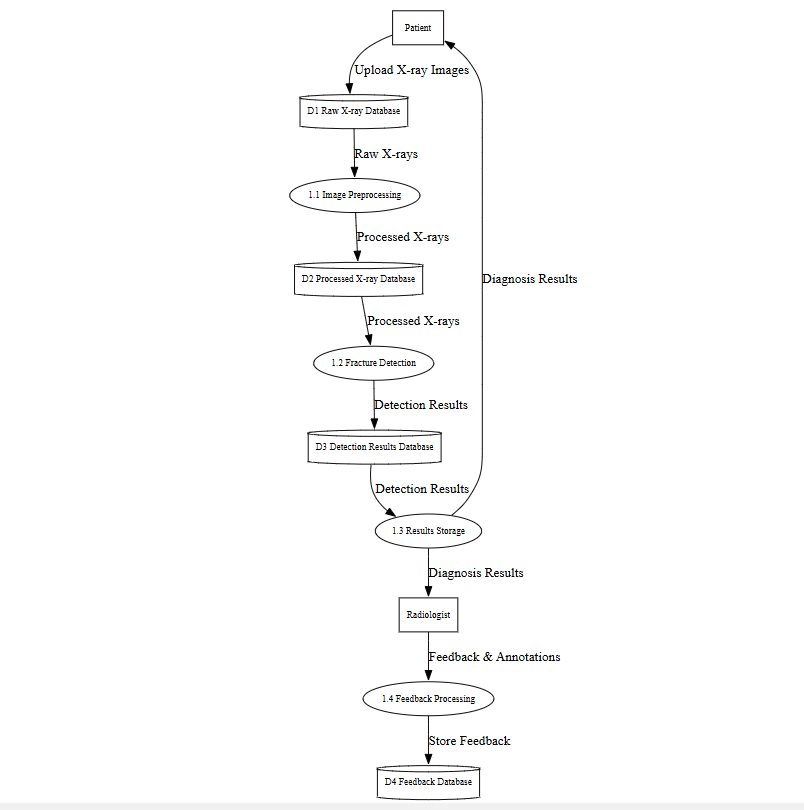 Patient
Upload X-ray Images
D1 Raw X-ray Database
Raw X-rays
1.1 Image Preprocessing
Processed X-rays
D2 Processed X-ray Database
Diagnosis Results
Processed X-rays
1.2 Fracture Detection
Detection Results
D3 Detection Results Database
Detection Results
1.3 Results Storage
Diagnosis Results
Radiologist
Feedback & Annotations
1.4 Feedback Processing
Store Feedback
D4 Feedback Database